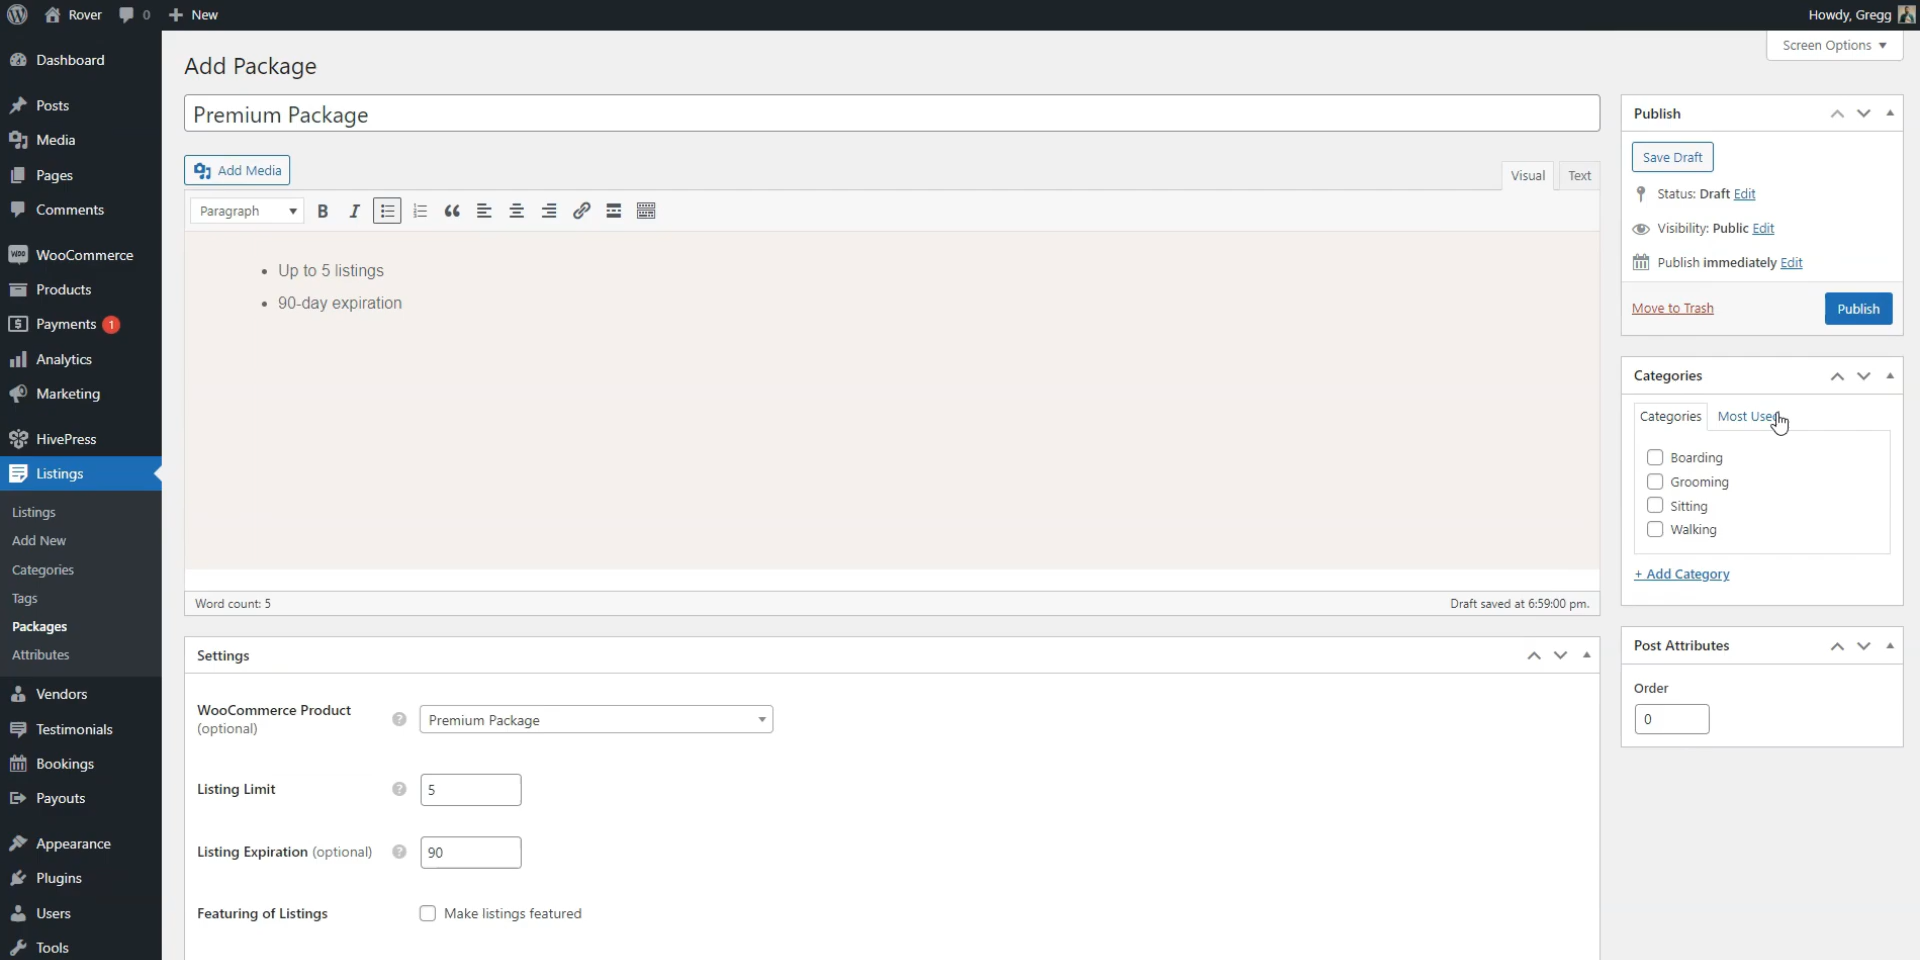 Rover
0
New
Howdy, Gregg
Screen Options
Dashboard
Posts
Media
Pages
Comments
WooCommerce
Products
Payments 1
Analytics
Marketing
HivePress
Listings
Listings
Add New
Categories
Tags
Packages
Attributes
Vendors
Testimonials
Bookings
Payouts
Appearance
Plugins
Users
Tools
Add Package
Premium Package
Add Media
Visual Text
Paragraph B I
• Up to 5 listings
• 90-day expiration
Word count: 5
Draft saved at 6:59:00 pm.
Settings
WooCommerce Product
(optional)
Premium Package
Listing Limit
5
Listing Expiration (optional)
90
Featuring of Listings
Make listings featured
Publish
Save Draft
Status: Draft Edit
Visibility: Public Edit
Publish immediately Edit
Move to Trash
Publish
Categories
Categories Most Used
Boarding
Grooming
Sitting
Walking
+ Add Category
Post Attributes
Order
0